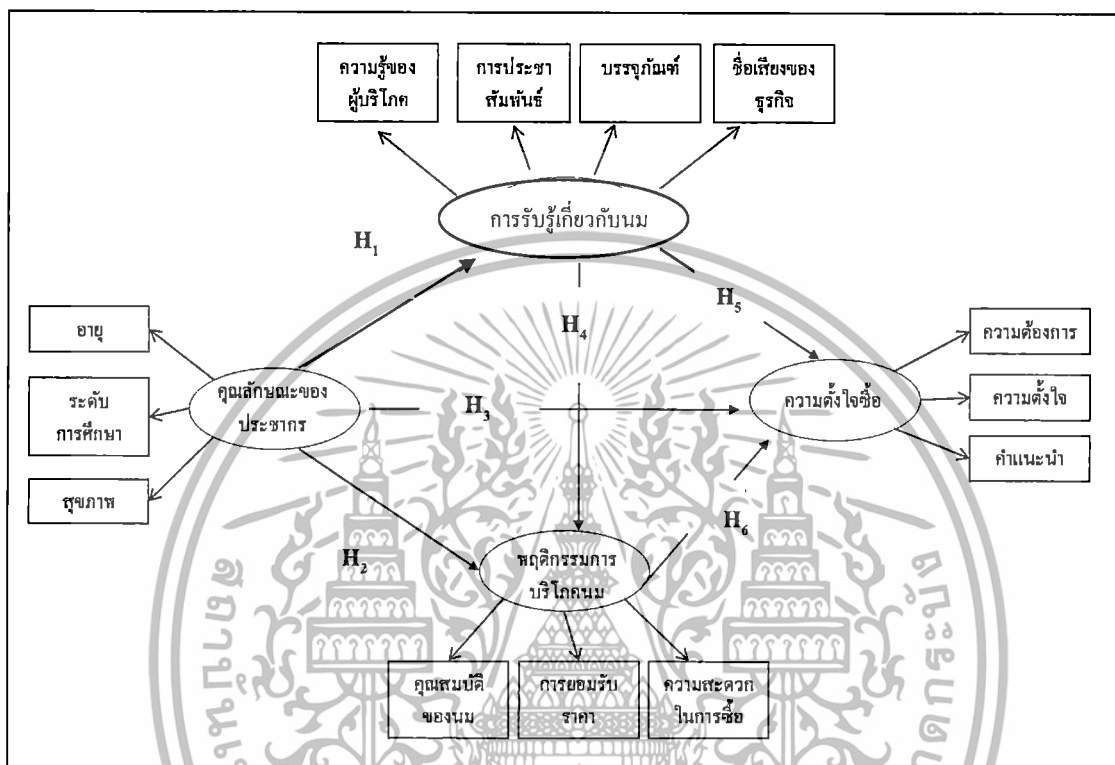 ความรู้ของ
ผู้บริโภค
การประชา
สัมพันธ์
บรรจุภัณฑ์
ชื่อเสียงของ
ธุรกิจ
การรับรู้เกี่ยวกับนม
H1
H5
H4
อายุ
ระดับ
การศึกษา
สุขภาพ
คุณลักษณะของ
ประชากร
H3
ความตั้งใจซื้อ
ความต้องการ
ความตั้งใจ
คำแนะนำ
H2
H6
พฤติกรรมการ
บริโภคนม
คุณสมบัติ
ของนม
การยอมรับ
ราคา
ความสะดวก
ในการซื้อ